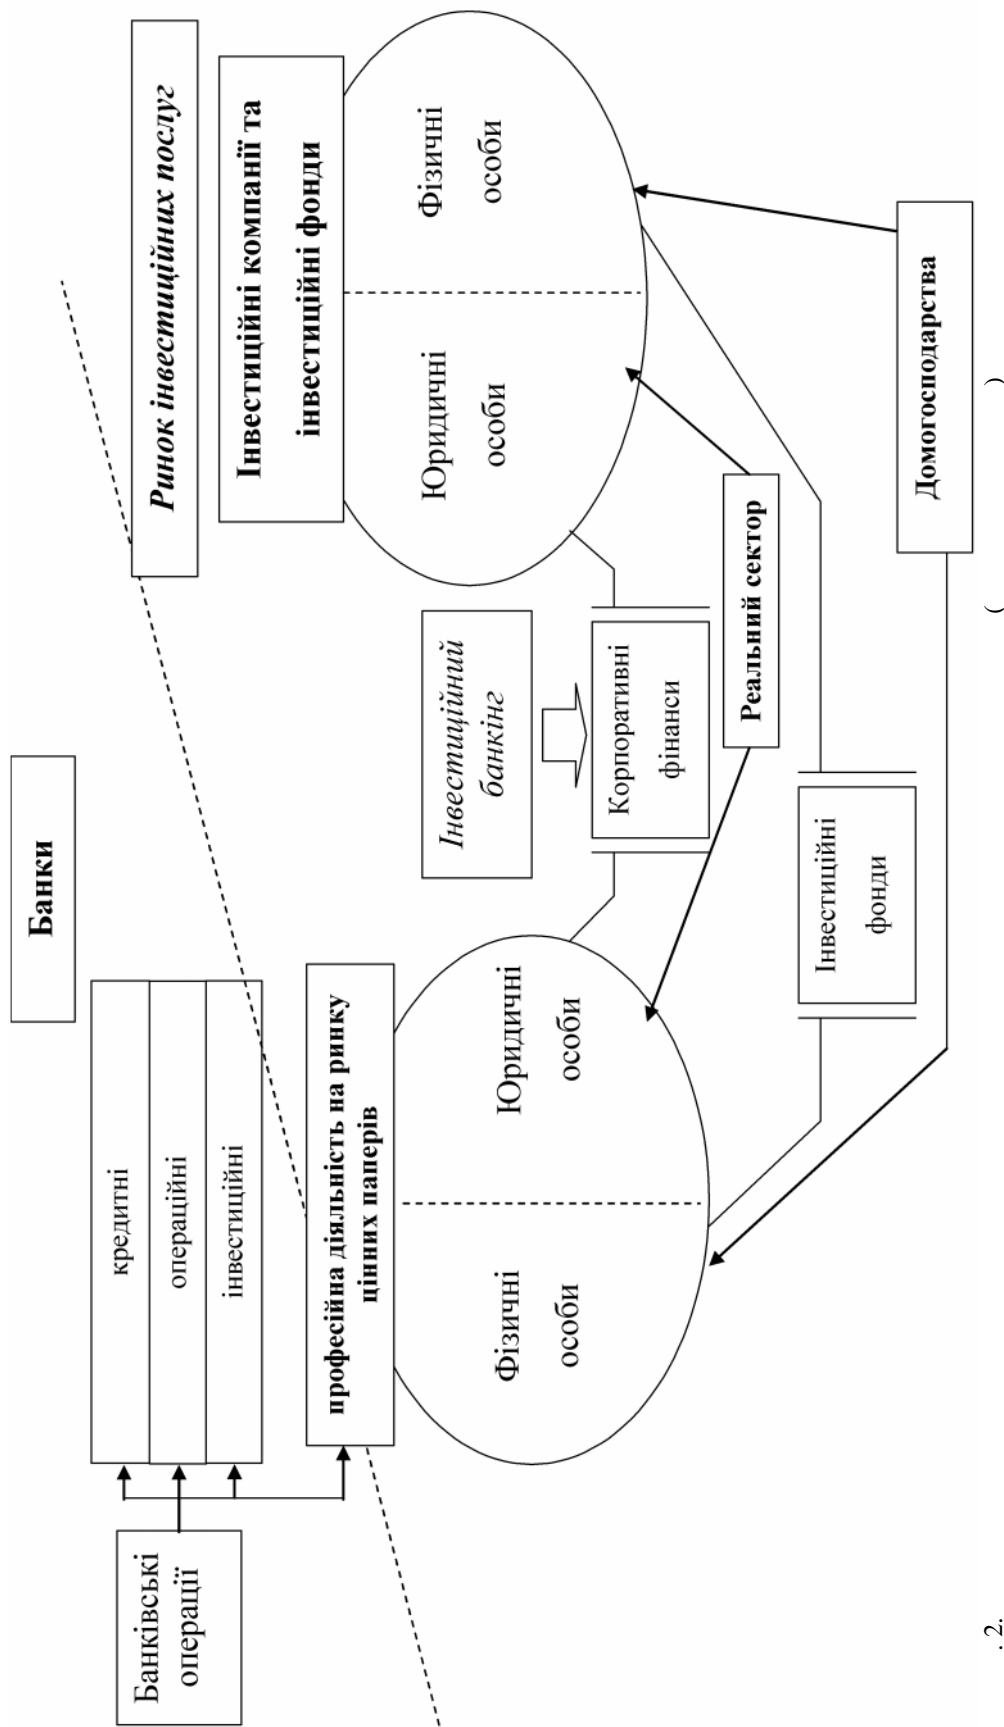 Банки
Ринок інвестиційних послуг
Банківські
операції
кредитні
операційні
інвестиційні
професійна діяльність на ринку
цінних паперів
Інвестиційні компанії та
інвестиційні фонди
Фізичні
особи
Юридичні
особи
Інвестиційний
банкінг
Юридичні
особи
Фізичні
особи
Корпоративні
фінанси
Реальний сектор
Інвестиційні
фонди
Домогосподарства
. 2. ( )